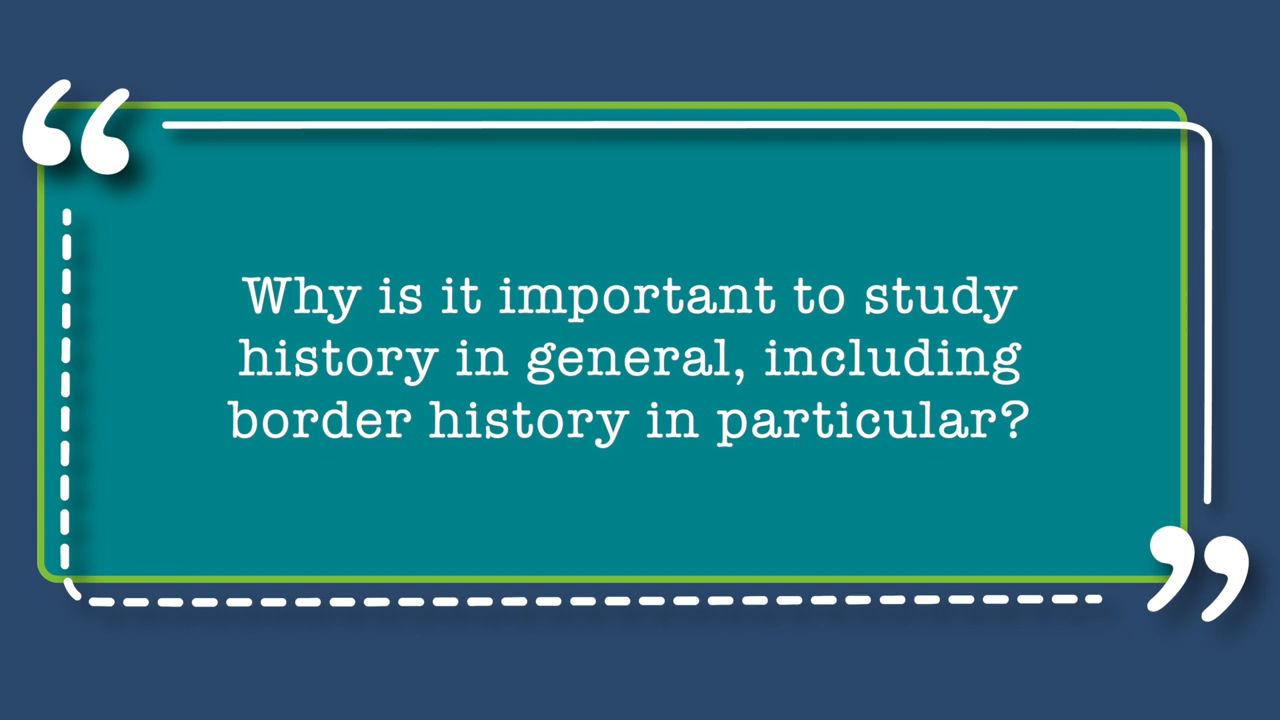 Why is it important to study
history in general, including
border history in particular?